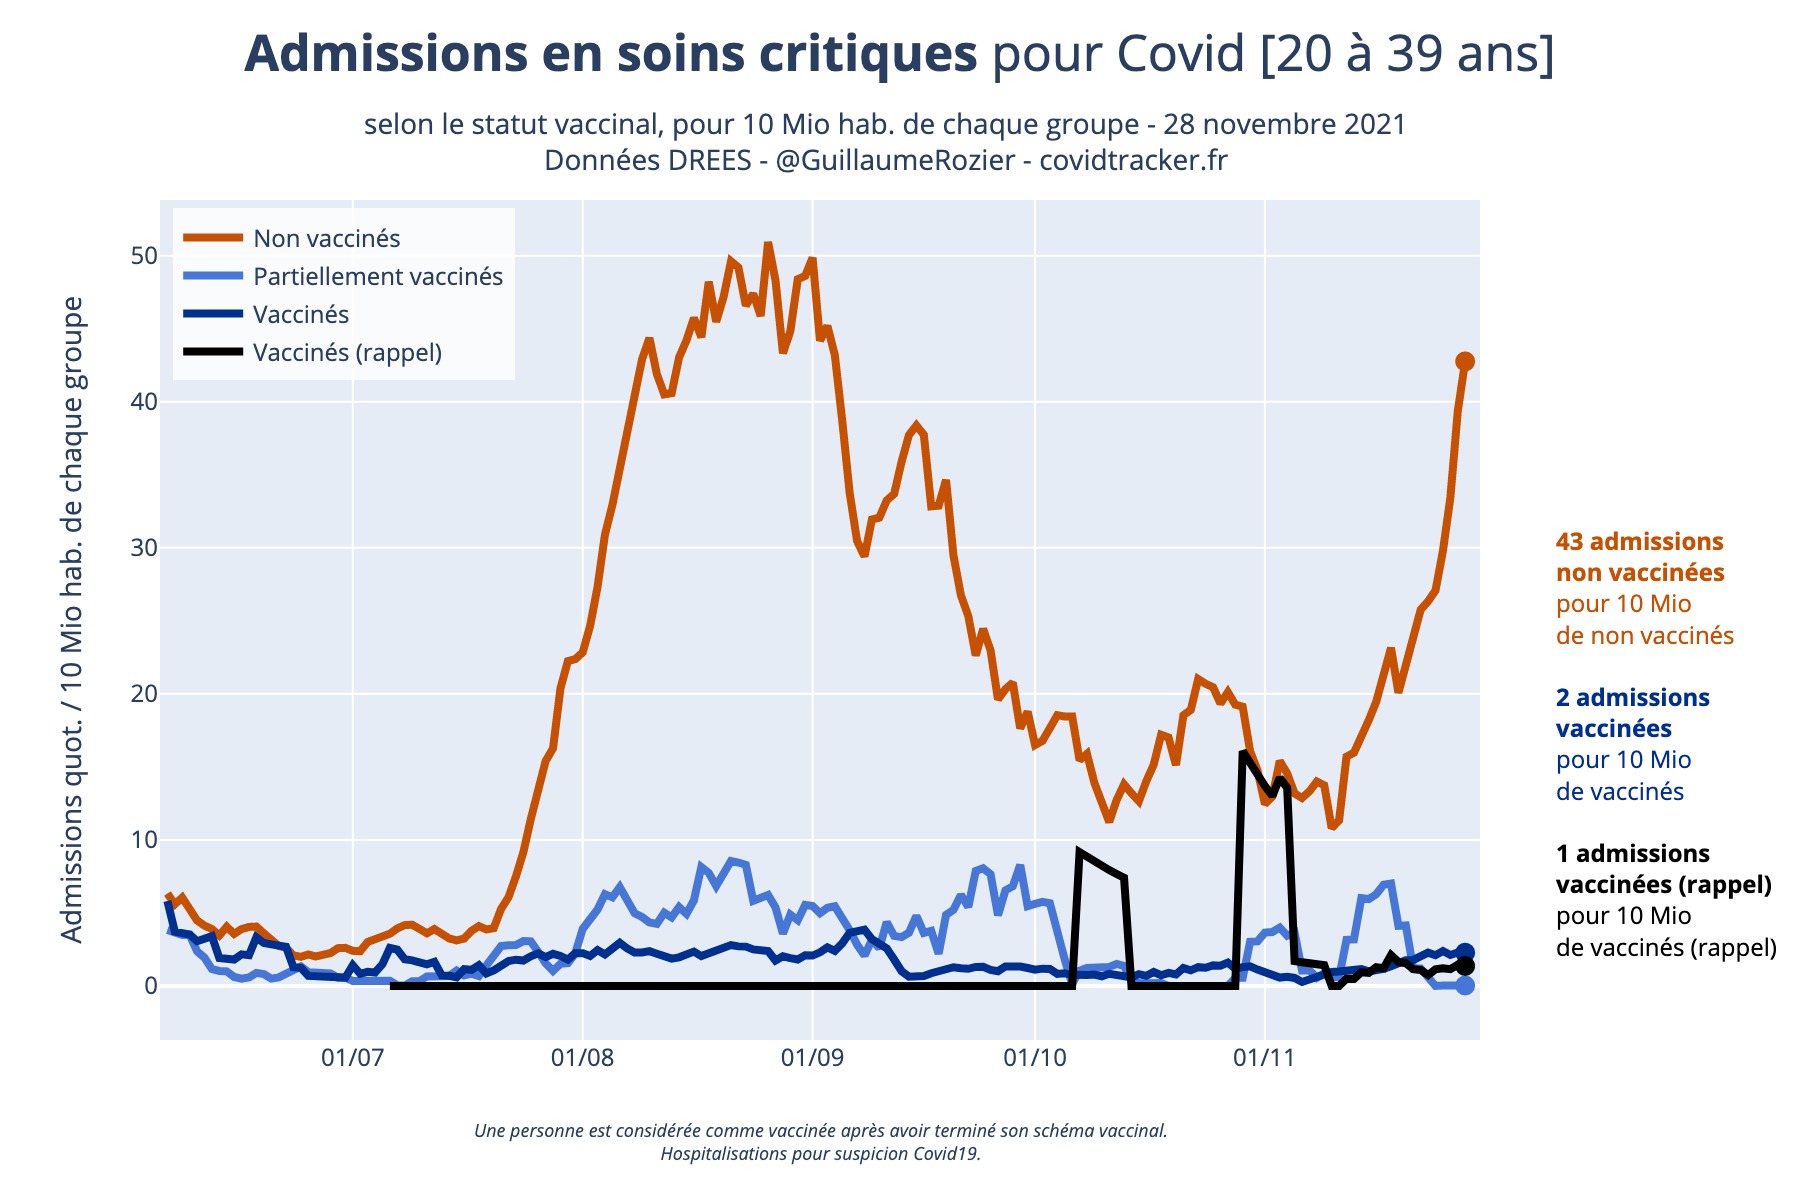 Admissions en soins critiques pour Covid [20 à 39 ans]
selon le statut vaccinal, pour 10 Mio hab. de chaque groupe - 28 novembre 2021
Données DREES - @GuillaumeRozier - covidtracker.fr
Admissions quot. / 10 Mio hab. de chaque groupe
Non vaccinés
Partiellement vaccinés
Vaccinés
Vaccinés (rappel)
50
40
30
20
10
0
01/07
01/08
01/09
01/10
01/11
43 admissions
non vaccinées
pour 10 Mio
de non vaccinés
2 admissions
vaccinées
pour 10 Mio
de vaccinés
1 admissions
vaccinées (rappel)
pour 10 Mio
de vaccinés (rappel)
Une personne est considérée comme vaccinée après avoir terminé son schéma vaccinal.
Hospitalisations pour suspicion Covid19.